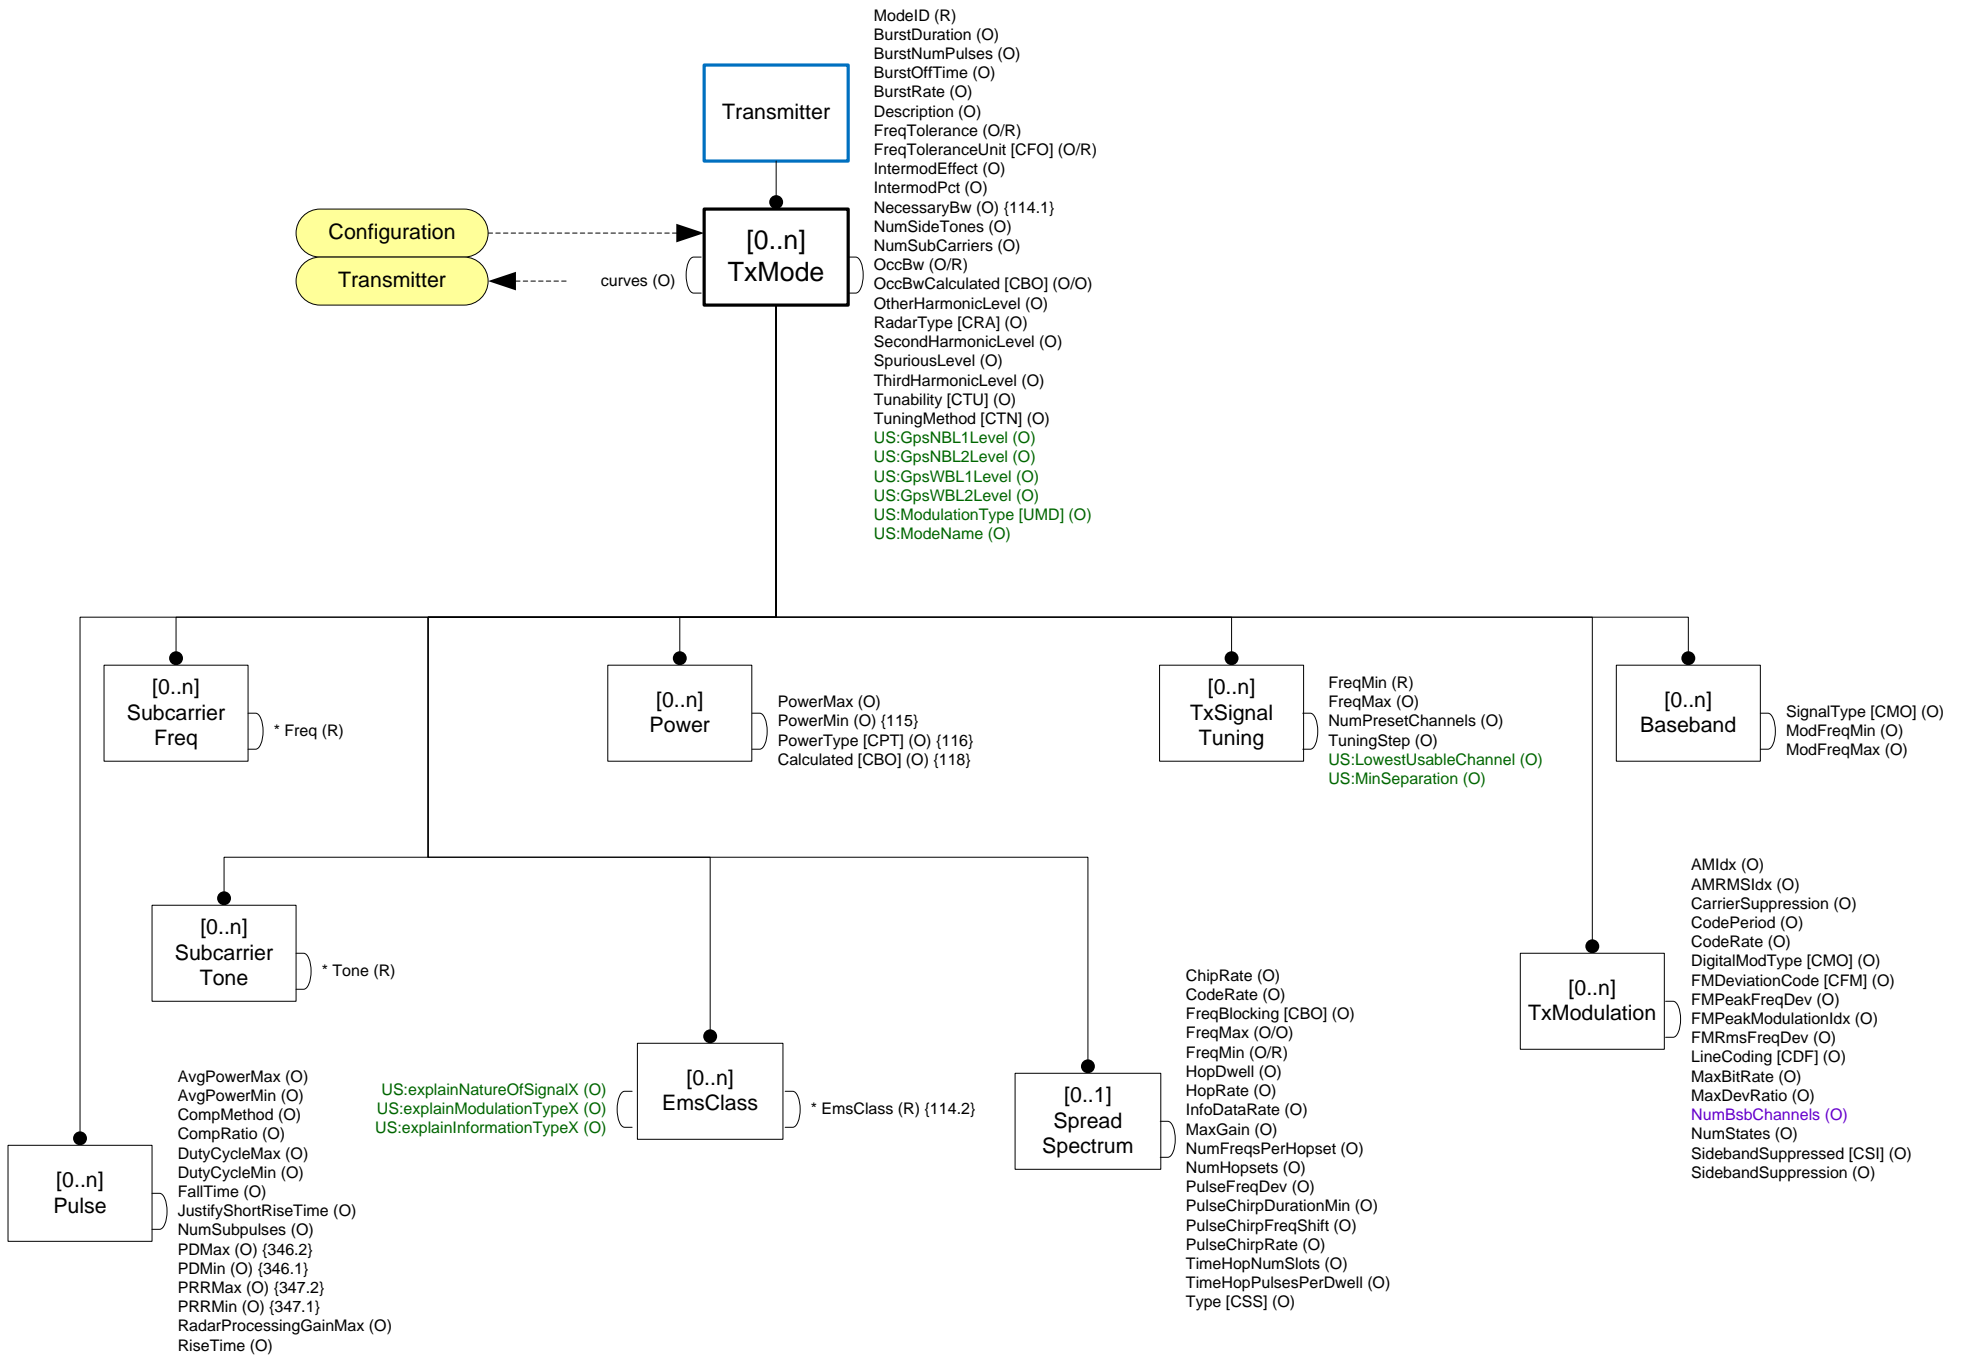 ModeID (R)
BurstDuration (O)
BurstNumPulses (O)
BurstOffTime (O)
BurstRate (O)
Description (O)
FreqTolerance (O/R)
FreqToleranceUnit [CFO] (O/R)
IntermodEffect (O)
IntermodPct (O)
NecessaryBw (O) {114.1}
NumSideTones (O)
NumSubCarriers (O)
OccBw (O/R)
OccBwCalculated [CBO] (O/O)
OtherHarmonicLevel (O)
RadarType [CRA] (O)
SecondHarmonicLevel (O)
SpuriousLevel (O)
ThirdHarmonicLevel (O)
Tunability [CTU] (O)
TuningMethod [CTN] (O)
US:GpsNBL1Level (O)
US:GpsNBL2Level (O)
US:GpsWBL1Level (O)
US:GpsWBL2Level (O)
US:ModulationType [UMD] (O)
US:ModeName (O)
Transmitter
Configuration
Transmitter
curves (O)
[0..n]
TxMode
[0..n]
Subcarrier
Freq
* Freq (R)
[0..n]
Power
PowerMax (O)
PowerMin (O) {115}
PowerType [CPT] (O) {116}
Calculated [CBO] (O) {118}
[0..n]
TxSignal
Tuning
FreqMin (R)
FreqMax (O)
NumPresetChannels (O)
TuningStep (O)
US:LowestUsableChannel (O)
US:MinSeparation (O)
[0..n]
Baseband
SignalType [CMO] (O)
ModFreqMin (O)
ModFreqMax (O)
[0..n]
Subcarrier
Tone
* Tone (R)
[0..n]
EmsClass
US:explainNatureOfSignalX (O)
US:explainModulationTypeX (O)
US:explainInformationTypeX (O)
* EmsClass (R) {114.2}
[0..1]
Spread
Spectrum
ChipRate (O)
CodeRate (O)
FreqBlocking [CBO] (O)
FreqMax (O/O)
FreqMin (O/R)
HopDwell (O)
HopRate (O)
InfoDataRate (O)
MaxGain (O)
NumFreqsPerHopset (O)
NumHopsets (O)
PulseFreqDev (O)
PulseChirpDurationMin (O)
PulseChirpFreqShift (O)
PulseChirpRate (O)
TimeHopNumSlots (O)
TimeHopPulsesPerDwell (O)
Type [CSS] (O)
[0..n]
TxModulation
AMIdx (O)
AMRMSIdx (O)
CarrierSuppression (O)
CodePeriod (O)
CodeRate (O)
DigitalModType [CMO] (O)
FMDeviationCode [CFM] (O)
FMPeakFreqDev (O)
FMPeakModulationIdx (O)
FMRmsFreqDev (O)
LineCoding [CDF] (O)
MaxBitRate (O)
MaxDevRatio (O)
NumBsbChannels (O)
NumStates (O)
SidebandSuppressed [CSI] (O)
SidebandSuppression (O)
[0..n]
Pulse
AvgPowerMax (O)
AvgPowerMin (O)
CompMethod (O)
CompRatio (O)
DutyCycleMax (O)
DutyCycleMin (O)
FallTime (O)
JustifyShortRiseTime (O)
NumSubpulses (O)
PDMax (O) {346.2}
PDMin (O) {346.1}
PRRMax (O) {347.2}
PRRMin (O) {347.1}
RadarProcessingGainMax (O)
RiseTime (O)